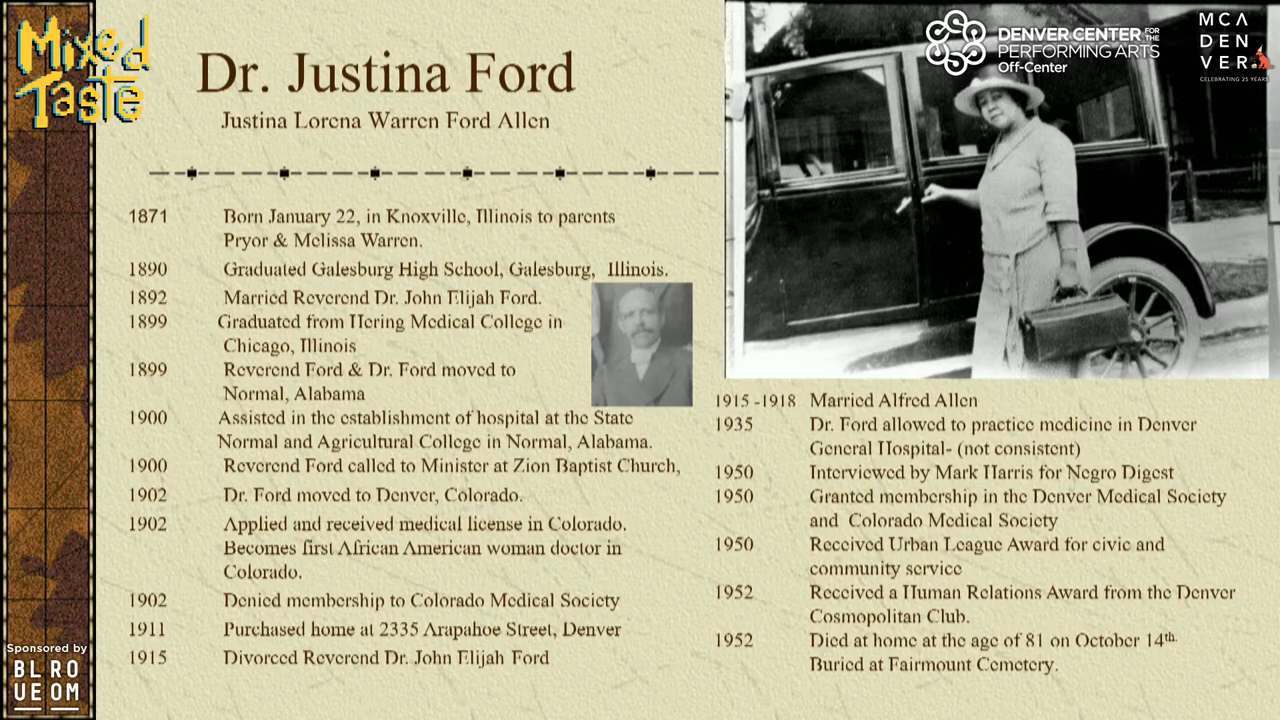 Mixed
Taste
Dr. Justina Ford
Justina Lorena Warren Ford Allen
1871 Born January 22, in Knoxville, Illinois to parents
Pryor & Melissa Warren.
1890 Graduated Galesburg High School, Galesburg, Illinois.
1892 Married Reverend Dr. John Elijah Ford.
1899 Graduated from Hering Medical College in
Chicago, Illinois
1899 Reverend Ford & Dr. Ford moved to
Normal, Alabama
1900 Assisted in the establishment of hospital at the State
Normal and Agricultural College in Normal, Alabama.
1900 Reverend Ford called to Minister at Zion Baptist Church,
1902 Dr. Ford moved to Denver, Colorado.
1902 Applied and received medical license in Colorado.
Becomes first African American woman doctor in
Colorado.
1902 Denied membership to Colorado Medical Society
1911 Purchased home at 2335 Arapahoe Street, Denver
1915 Divorced Reverend Dr. John Elijah Ford
DENVER CENTER FOR THE
PERFORMING ARTS
Off-Center
MCA
DEN
VER
CELEBRATING 25 YEARS
1915 -1918 Married Alfred Allen
1935 Dr. Ford allowed to practice medicine in Denver
General Hospital- (not consistent)
1950 Interviewed by Mark Harris for Negro Digest
1950 Granted membership in the Denver Medical Society
and Colorado Medical Society
1950 Received Urban League Award for civic and
community service
1952 Received a Human Relations Award from the Denver
Cosmopolitan Club.
1952 Died at home at the age of 81 on October 14th.
Buried at Fairmount Cemetery.
Sponsored by
BL RO
UE OM